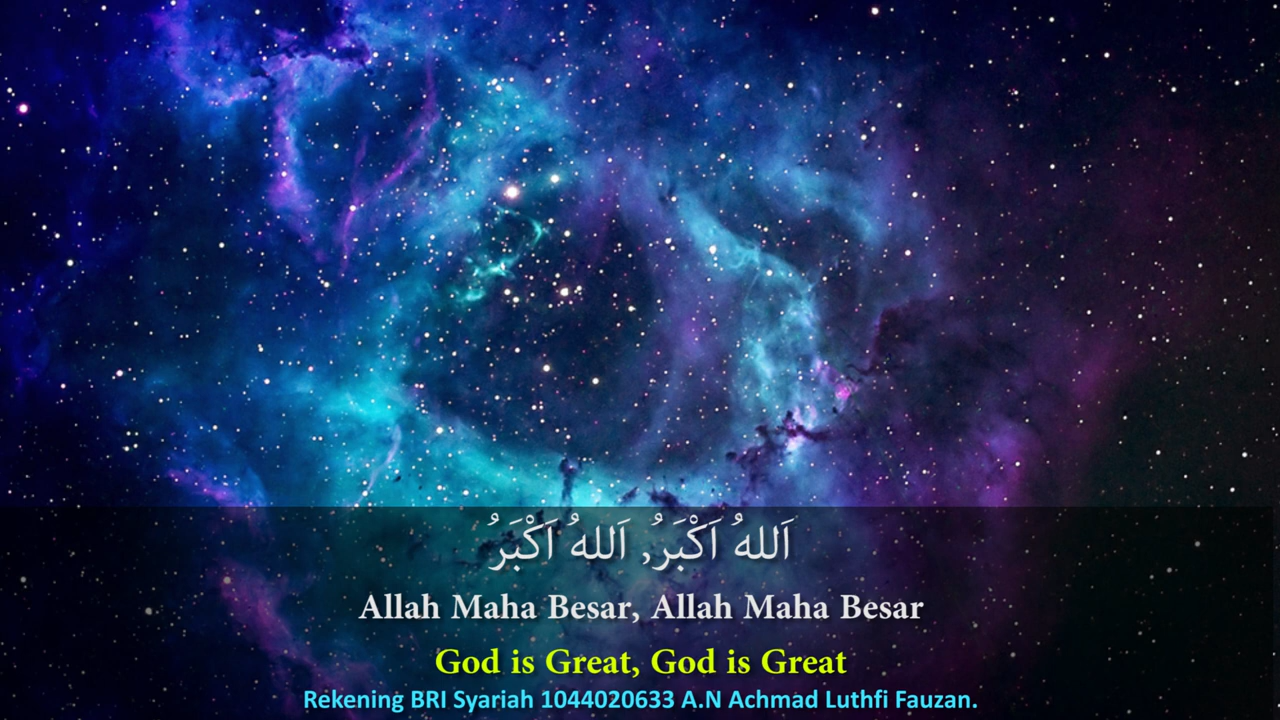 اَللهُ اَكْبَرُ, اَللهُ اَكْبَرُ
Allah Maha Besar, Allah Maha Besar
God is Great, God is Great
Rekening BRI Syariah 1044020633 A.N Achmad Luthfi Fauzan.